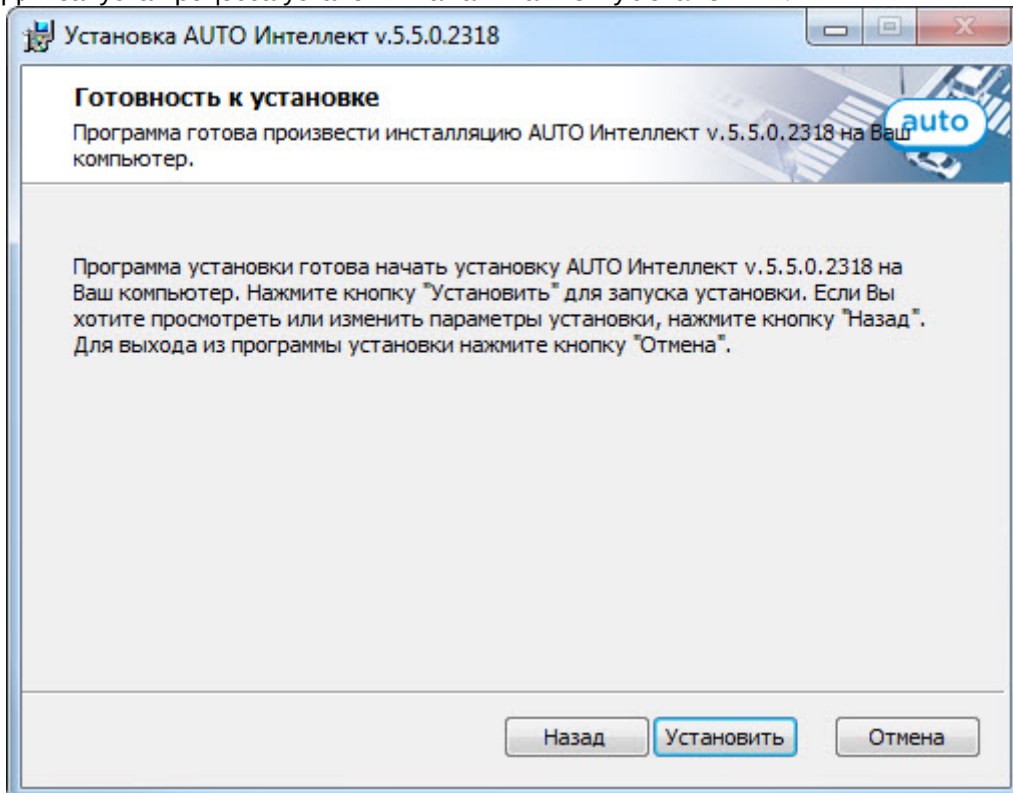 Установка AUTO Интеллект v.5.5.0.2318
Готовность к установке
Программа готова произвести инсталляцию AUTO Интеллект v.5.5.0.2318 на Ваш
компьютер.
auto
Программа установки готова начать установку AUTO Интеллект v.5.5.0.2318 на
Ваш компьютер. Нажмите кнопку "Установить" для запуска установки. Если Вы
хотите просмотреть или изменить параметры установки, нажмите кнопку "Назад".
Для выхода из программы установки нажмите кнопку "Отмена".
Назад Установить Отмена